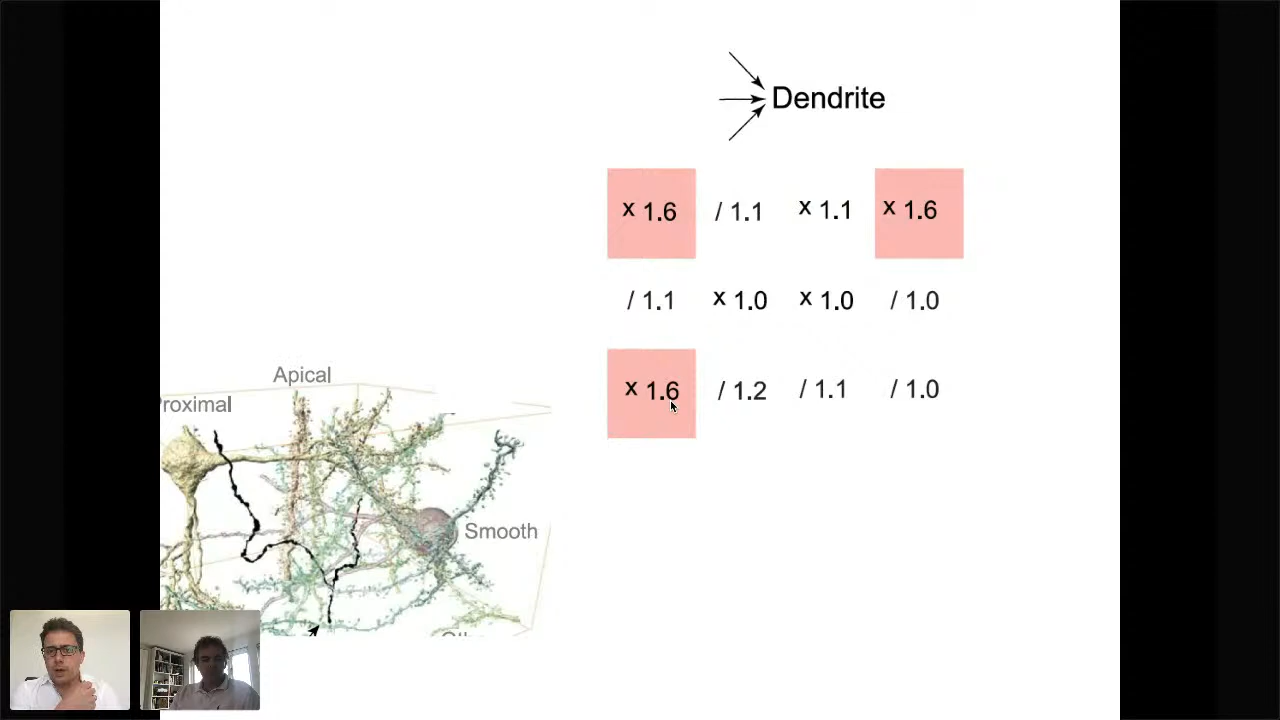 Dendrite
x 1.6 / 1.1 x 1.1 x 1.6
/ 1.1 x 1.0 x 1.0 / 1.0
x 1.6 / 1.2 / 1.1 / 1.0
Apical
roximal
Smooth